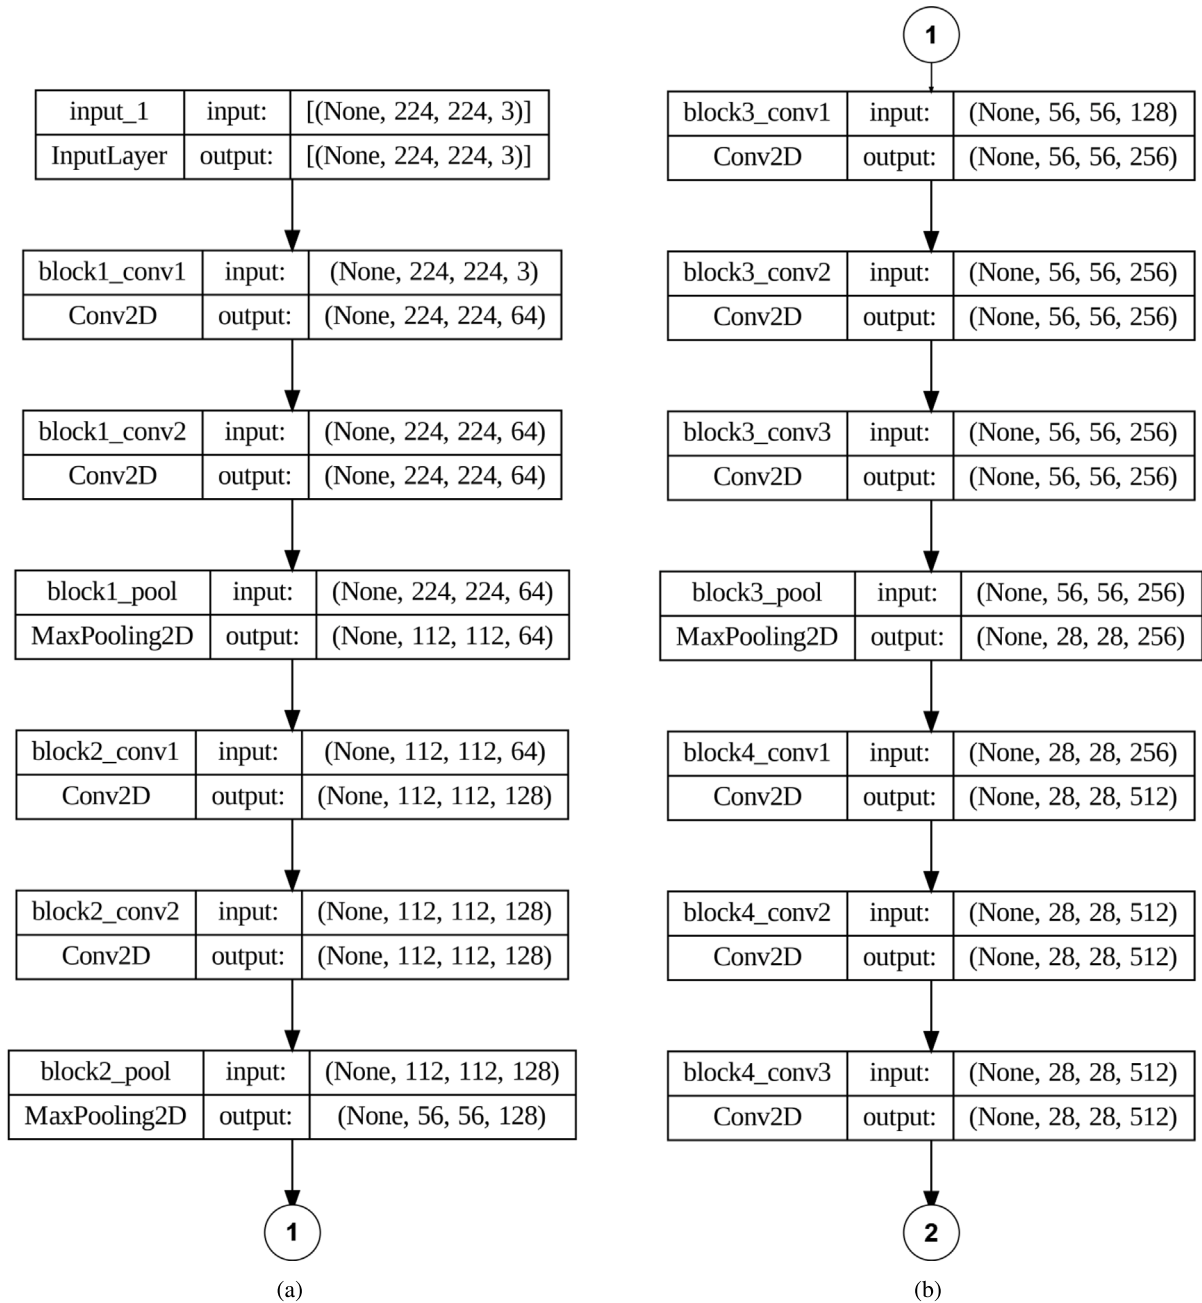 input_1 input: [(None, 224, 224, 3)]
InputLayer output: [(None, 224, 224, 3)]
block1_conv1 input: (None, 224, 224, 3)
Conv2D output: (None, 224, 224, 64)
block1_conv2 input: (None, 224, 224, 64)
Conv2D output: (None, 224, 224, 64)
block1_pool input: (None, 224, 224, 64)
MaxPooling2D output: (None, 112, 112, 64)
block2_conv1 input: (None, 112, 112, 64)
Conv2D output: (None, 112, 112, 128)
block2_conv2 input: (None, 112, 112, 128)
Conv2D output: (None, 112, 112, 128)
block2_pool input: (None, 112, 112, 128)
MaxPooling2D output: (None, 56, 56, 128)
1
(a)
1
block3_conv1 input: (None, 56, 56, 128)
Conv2D output: (None, 56, 56, 256)
block3_conv2 input: (None, 56, 56, 256)
Conv2D output: (None, 56, 56, 256)
block3_conv3 input: (None, 56, 56, 256)
Conv2D output: (None, 56, 56, 256)
block3_pool input: (None, 56, 56, 256)
MaxPooling2D output: (None, 28, 28, 256)
block4_conv1 input: (None, 28, 28, 256)
Conv2D output: (None, 28, 28, 512)
block4_conv2 input: (None, 28, 28, 512)
Conv2D output: (None, 28, 28, 512)
block4_conv3 input: (None, 28, 28, 512)
Conv2D output: (None, 28, 28, 512)
2
(b)